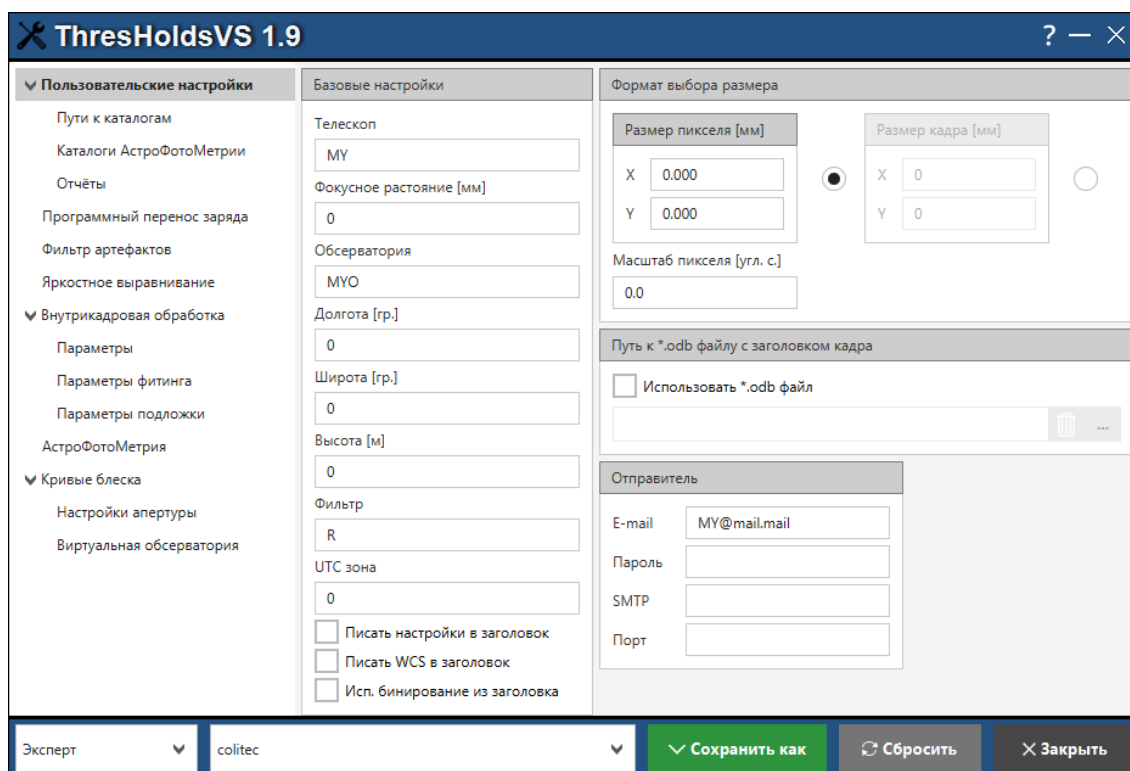 ThresHoldsVS 1.9
?
Пользовательские настройки
Пути к каталогам
Каталоги АстроФотоМетрии
Отчёты
Программный перенос заряда
Фильтр артефактов
Яркостное выравнивание
Внутрикадровая обработка
Параметры
Параметры фитинга
Параметры подложки
АстроФотоМетрия
Кривые блеска
Настройки апертуры
Виртуальная обсерватория
Базовые настройки
Телескоп
MY
Фокусное растояние [мм]
0
Обсерватория
MYO
Долгота [гр.]
0
Широта [гр.]
0
Высота [м]
0
Фильтр
R
UTC зона
0
Писать настройки в заголовок
Писать WCS в заголовок
Исп. бинирование из заголовка
Формат выбора размера
Размер пикселя [мм]
X 0.000
Y 0.000
Размер кадра [мм]
X 0
Y 0
Масштаб пикселя [угл. с.]
0.0
Путь к *.odb файлу с заголовком кадра
Использовать *.odb файл
...
Отправитель
E-mail MY@mail.mail
Пароль
SMTP
Порт
Эксперт colitec Сохранить как Сбросить Закрыть